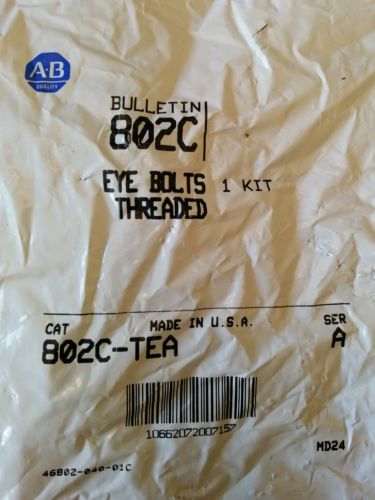 A-B
QUALITY
BULLETIN
802C
EYE BOLTS 1 KIT
THREADED
CAT MADE IN U.S.A. SER
802C-TEA A
10662072007157
MD24
46802-040-01C